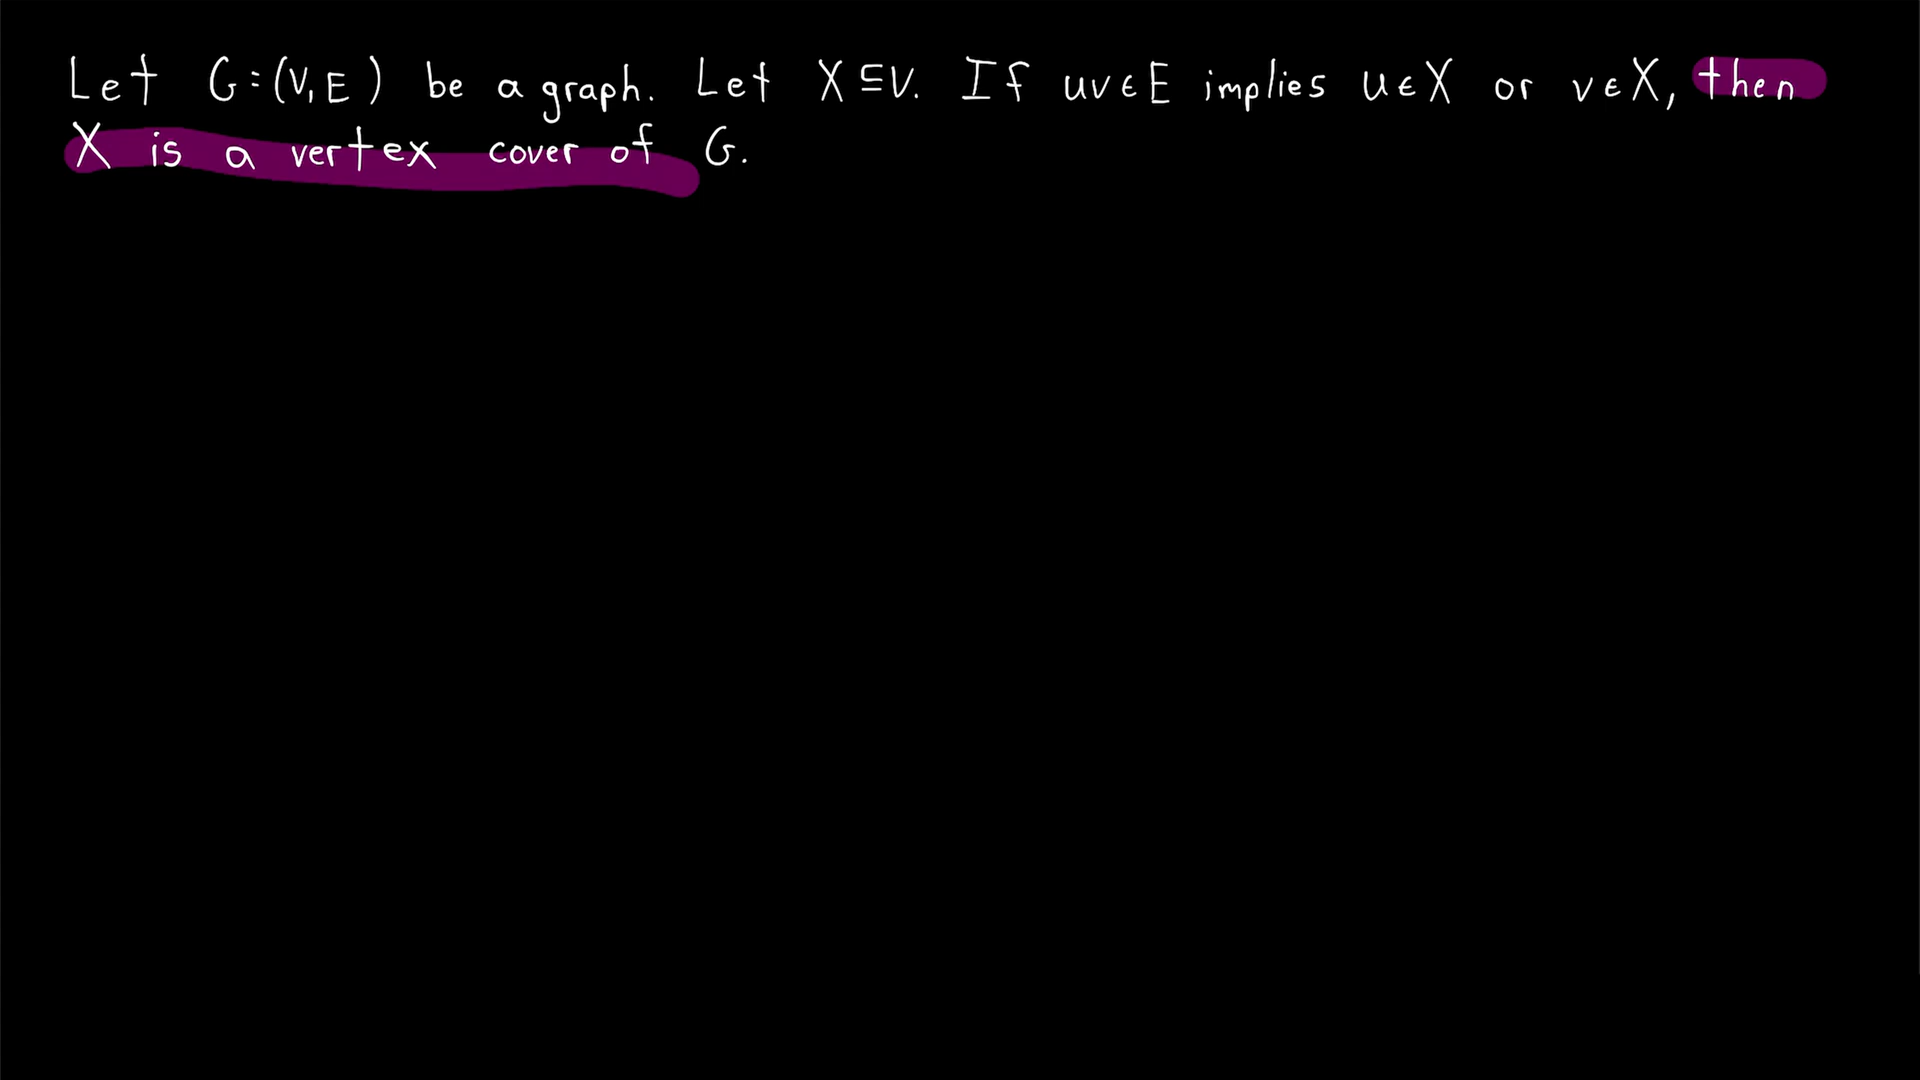 Let G=(V,E) be a graph. Let X⊆V. If uv∈E implies u∈X or v∈X, then
X is a vertex cover of G.